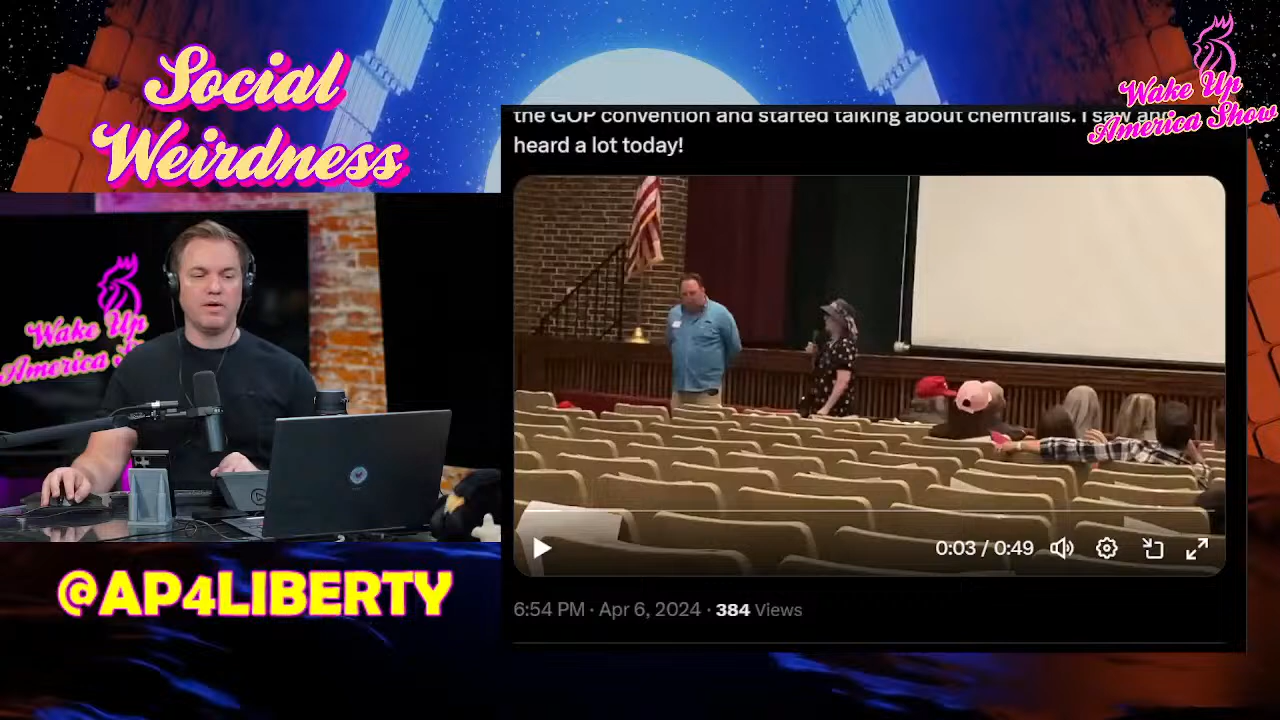 Social
Weirdness
Wake Up
America Show
the GOP convention and started talking about chemtrails. I saw and
heard a lot today!
Wake Up
America
0:03 / 0:49
6:54 PM · Apr 6, 2024 · 384 Views
@AP4LIBERTY